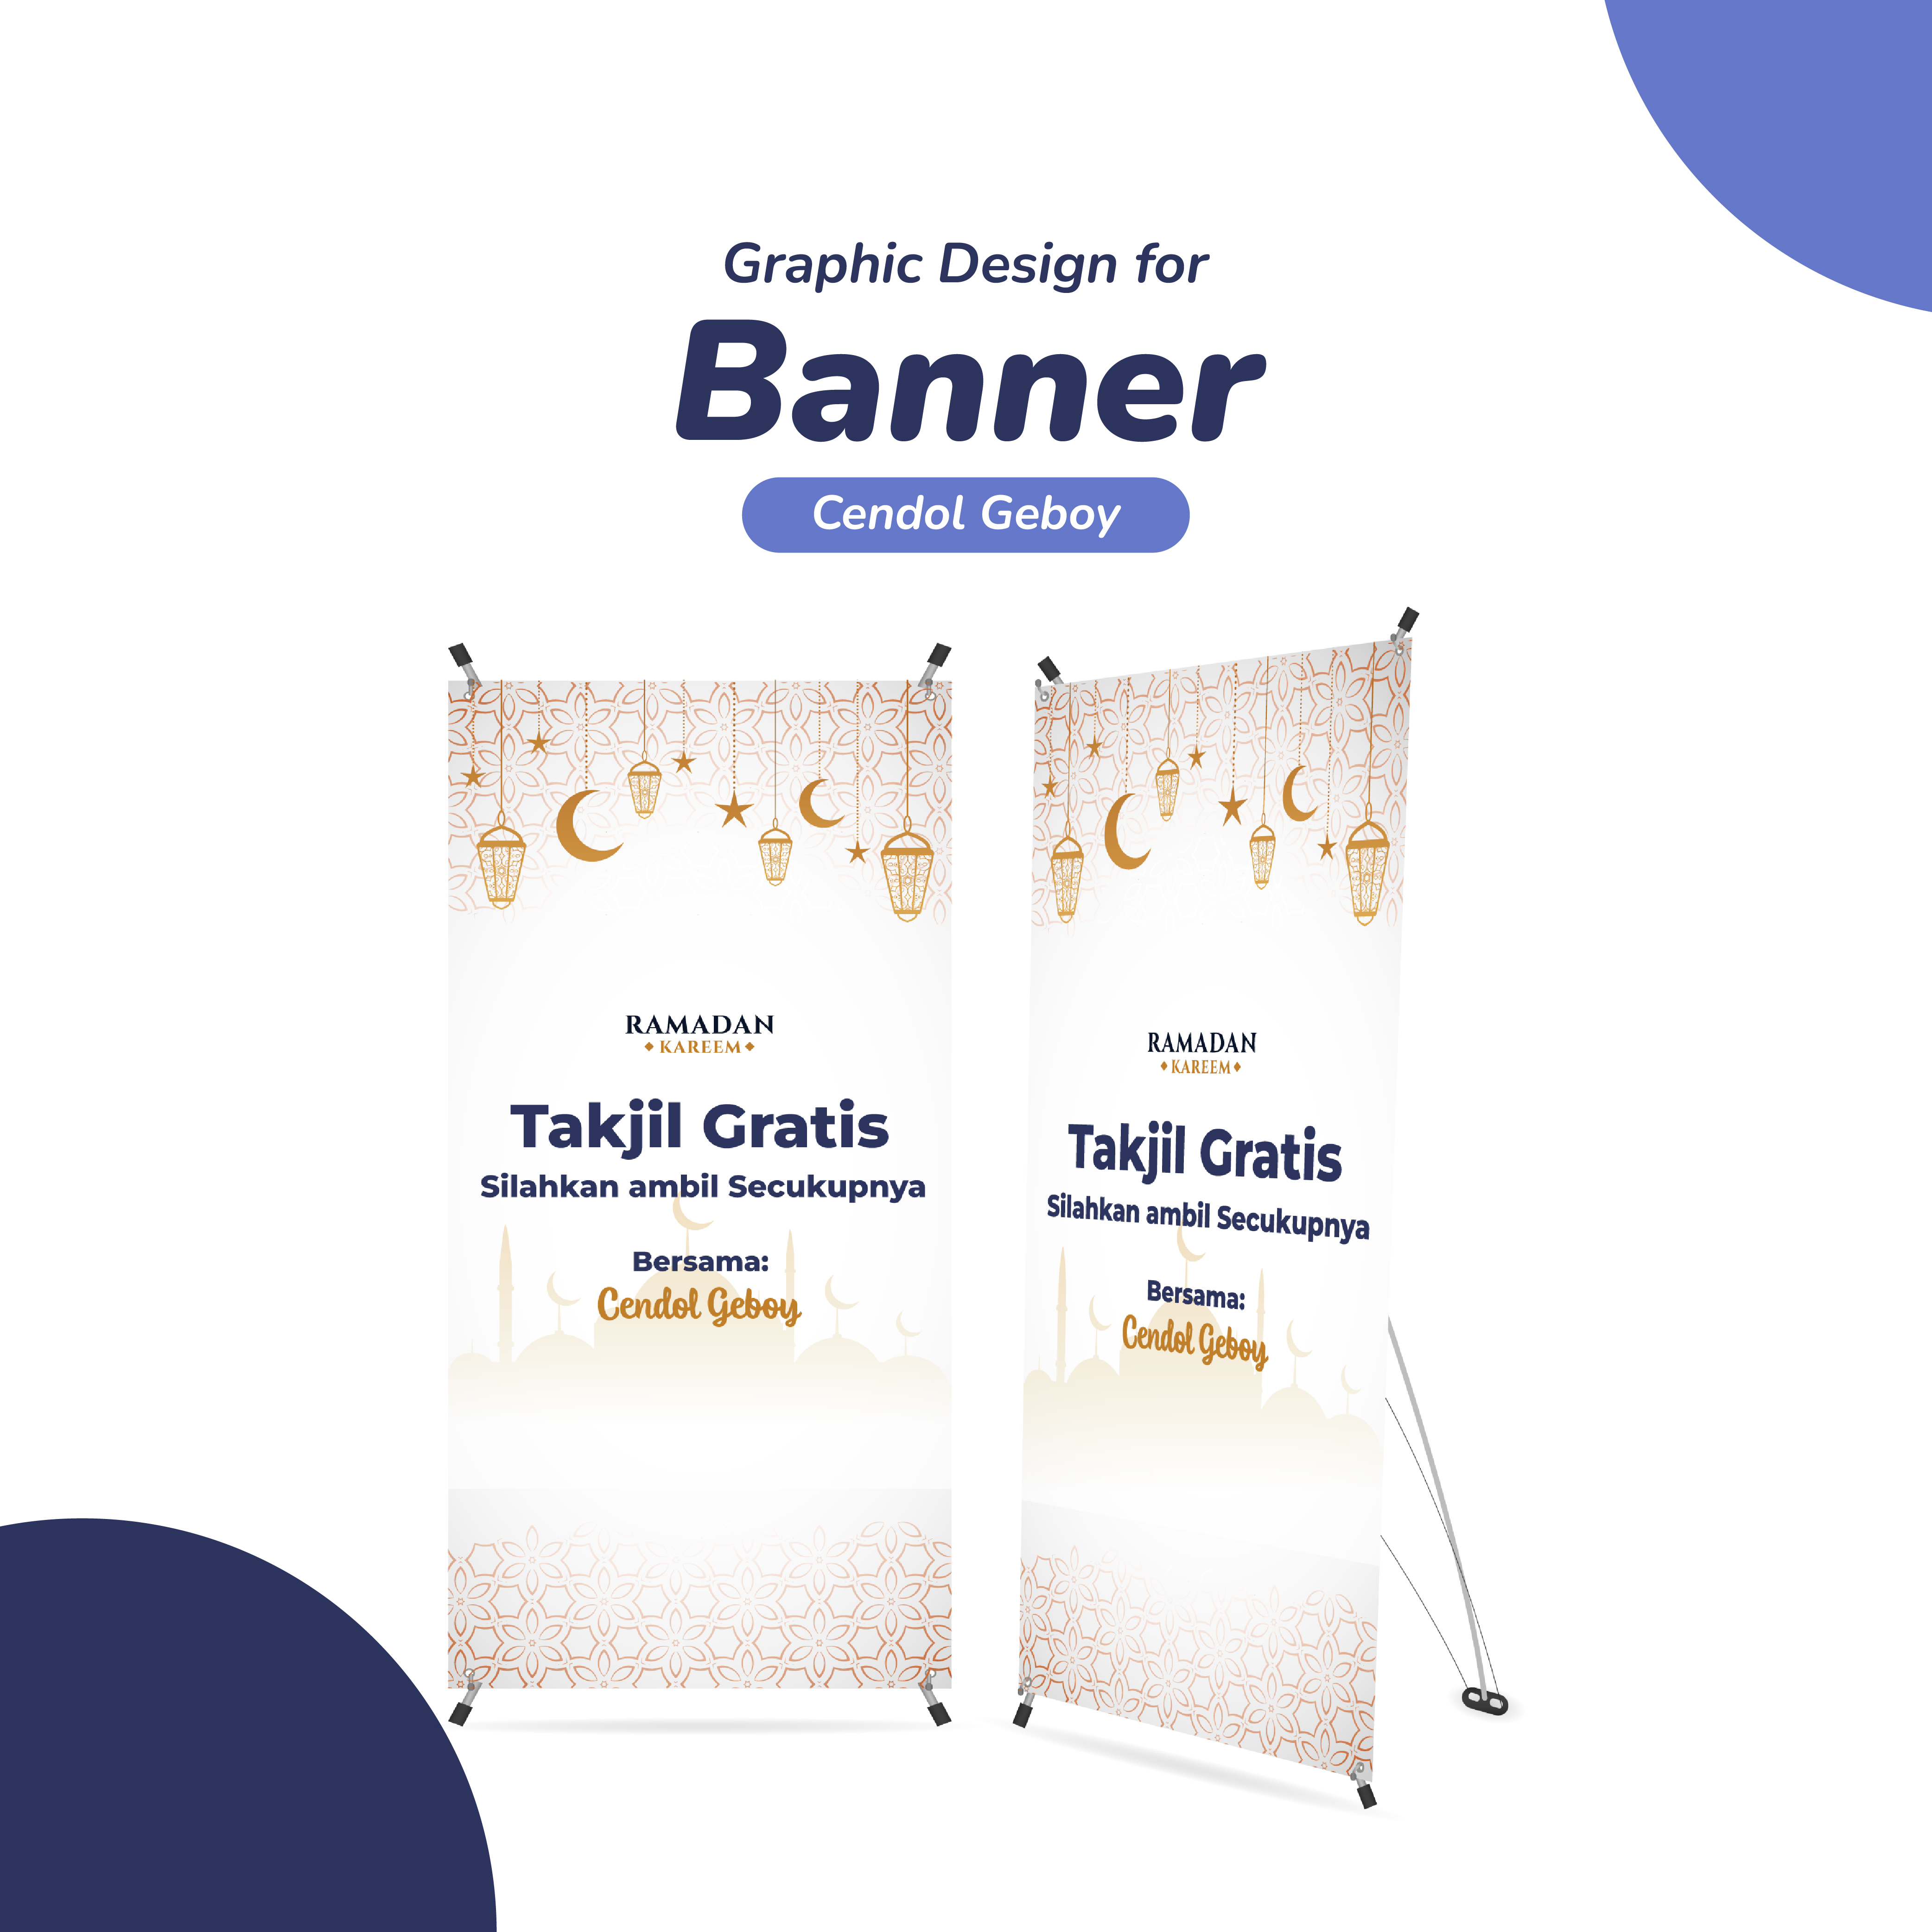 Graphic Design for
Banner
Cendol Geboy
RAMADAN
KAREEM
Takjil Gratis
Silahkan ambil Secukupnya
Bersama:
Cendol Geboy
RAMADAN
KAREEM
Takjil Gratis
Silahkan ambil Secukupnya
Bersama:
Cendol Geboy